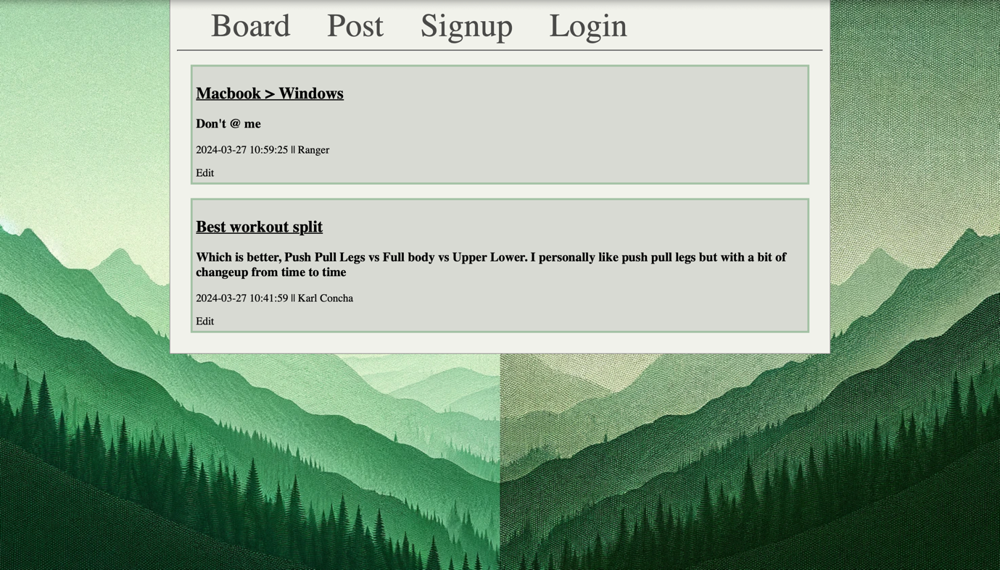 Board Post Signup Login
Macbook > Windows
Don't @ me
2024-03-27 10:59:25 || Ranger
Edit
Best workout split
Which is better, Push Pull Legs vs Full body vs Upper Lower. I personally like push pull legs but with a bit of
changeup from time to time
2024-03-27 10:41:59 || Karl Concha
Edit